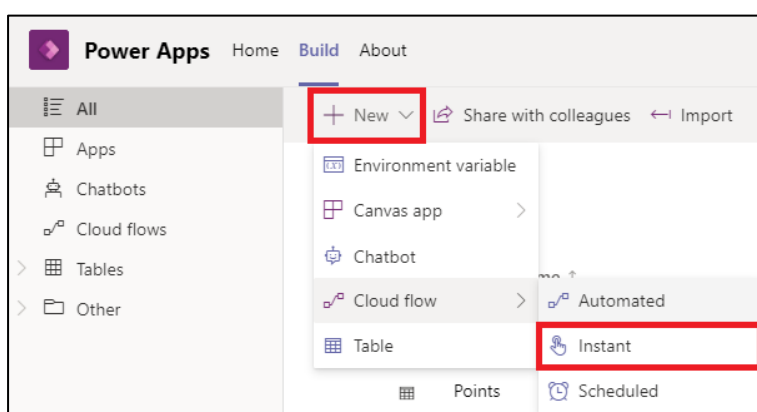 Power Apps Home Build About
All
Apps
Chatbots
Cloud flows
Tables
Other
New Share with colleagues Import
Environment variable
Canvas app
Chatbot
Cloud flow
Table
Automated
Instant
Scheduled
Points